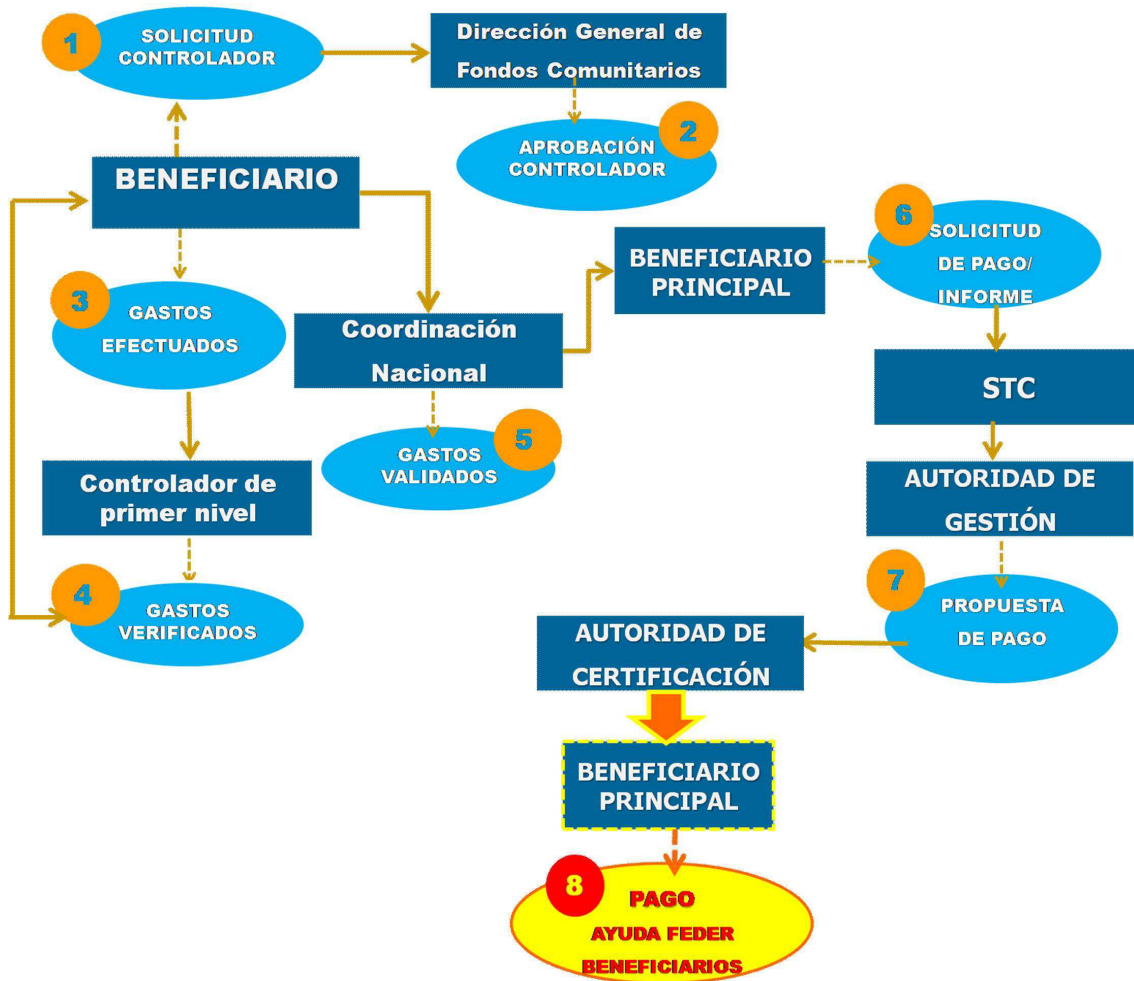 1
SOLICITUD
CONTROLADOR
Dirección General de
Fondos Comunitarios
2
APROBACIÓN
CONTROLADOR
BENEFICIARIO
3
GASTOS
EFECTUADOS
Controlador de
primer nivel
4
GASTOS
VERIFICADOS
Coordinación
Nacional
5
GASTOS
VALIDADOS
BENEFICIARIO
PRINCIPAL
6
SOLICITUD
DE PAGO/
INFORME
STC
AUTORIDAD DE
GESTIÓN
7
PROPUESTA
DE PAGO
AUTORIDAD DE
CERTIFICACIÓN
BENEFICIARIO
PRINCIPAL
8
PAGO
AYUDA FEDER
BENEFICIARIOS